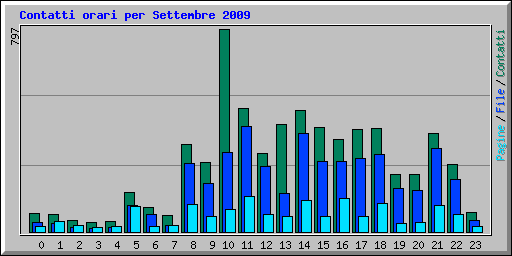 Contatti orari per Settembre 2009
797
Pagine / File / Contatti
0 1 2 3 4 5 6 7 8 9 10 11 12 13 14 15 16 17 18 19 20 21 22 23